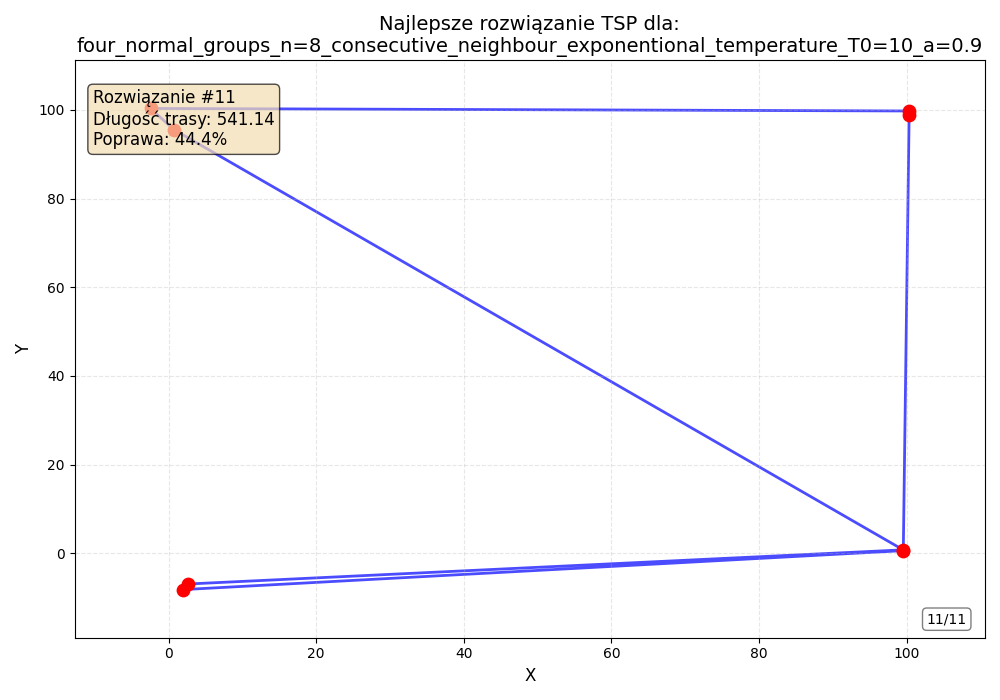 Najlepsze rozwiązanie TSP dla:
four_normal_groups_n=8_consecutive_neighbour_exponentional_temperature_T0=10_a=0.9
Rozwiązanie #11
Długość trasy: 541.14
Poprawa: 44.4%
100
80
60
40
20
0
Y
11/11
0 20 40 60 80 100
X